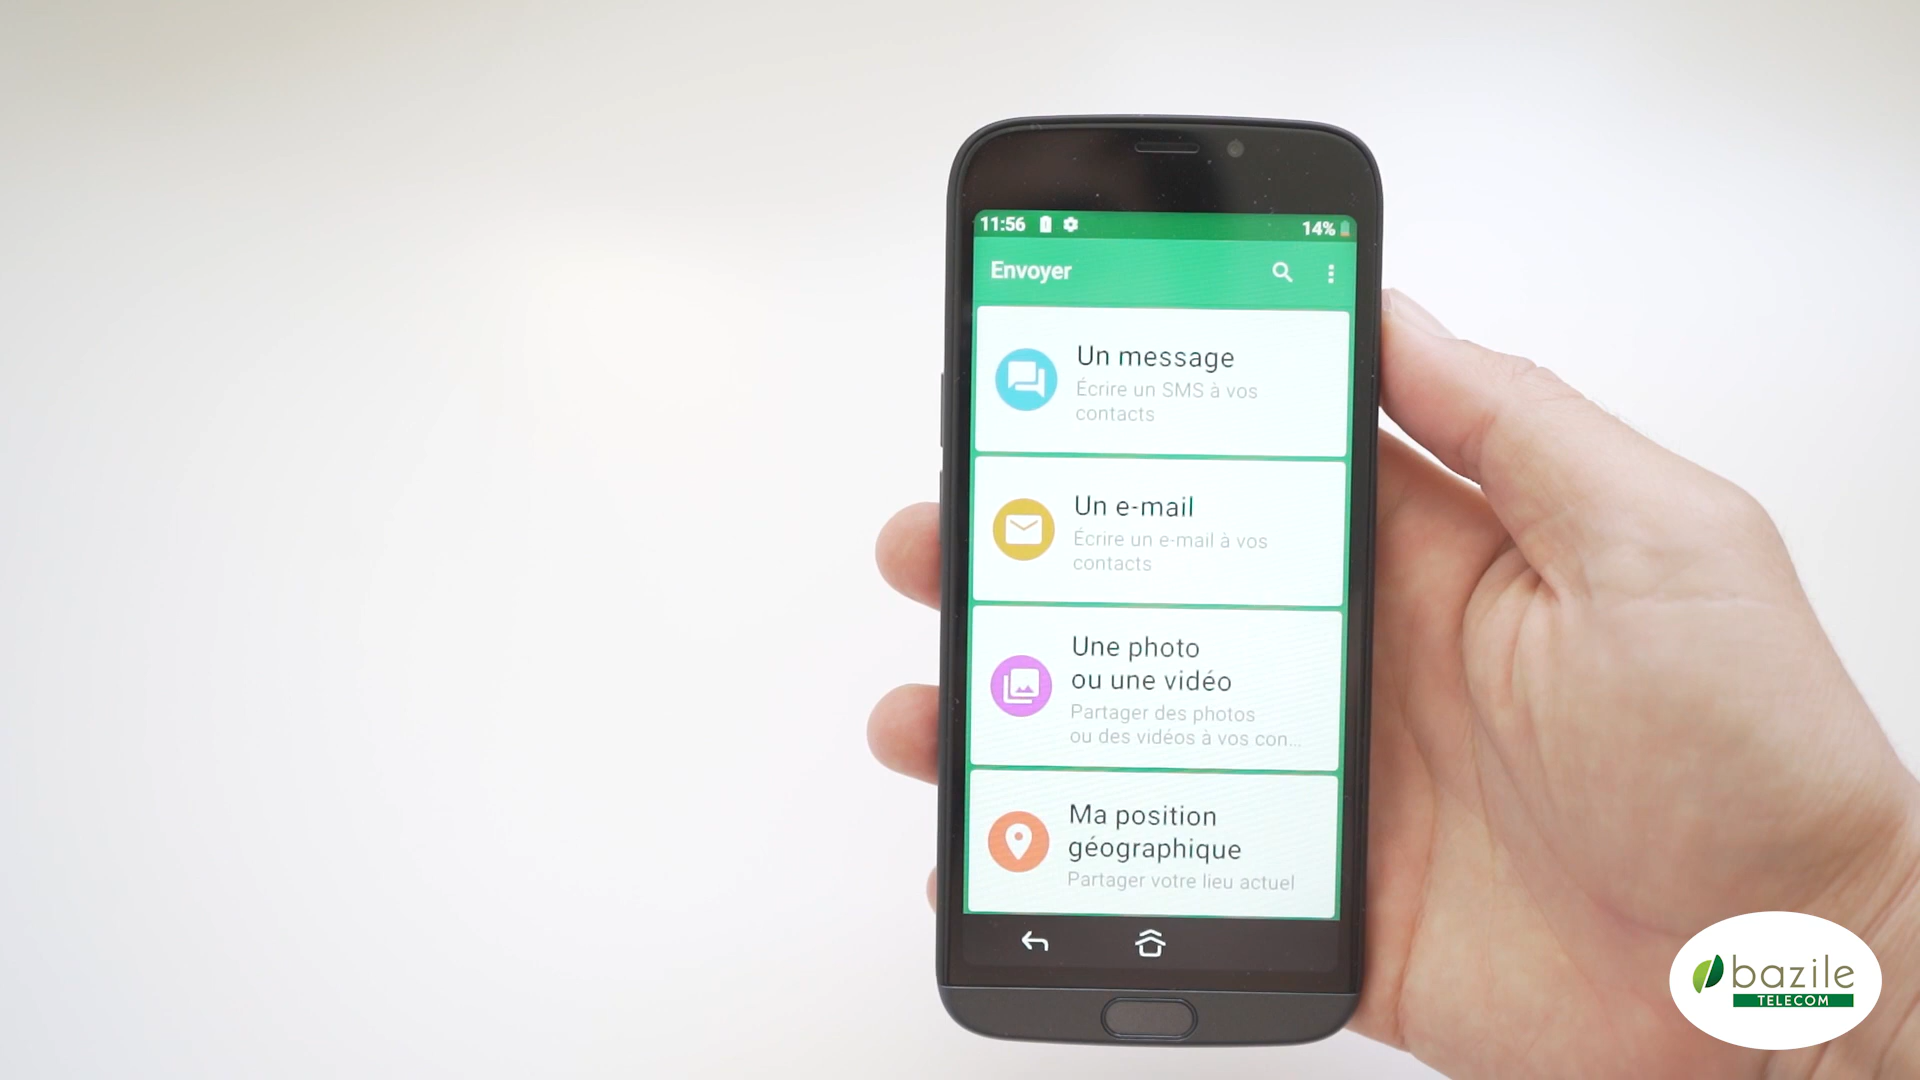 11:56
14%
Envoyer
Un message
Écrire un SMS à vos
contacts
Un e-mail
Écrire un e-mail à vos
contacts
Une photo
ou une vidéo
Partager des photos
ou des vidéos à vos con...
Ma position
géographique
Partager votre lieu actuel
bazile
TELECOM